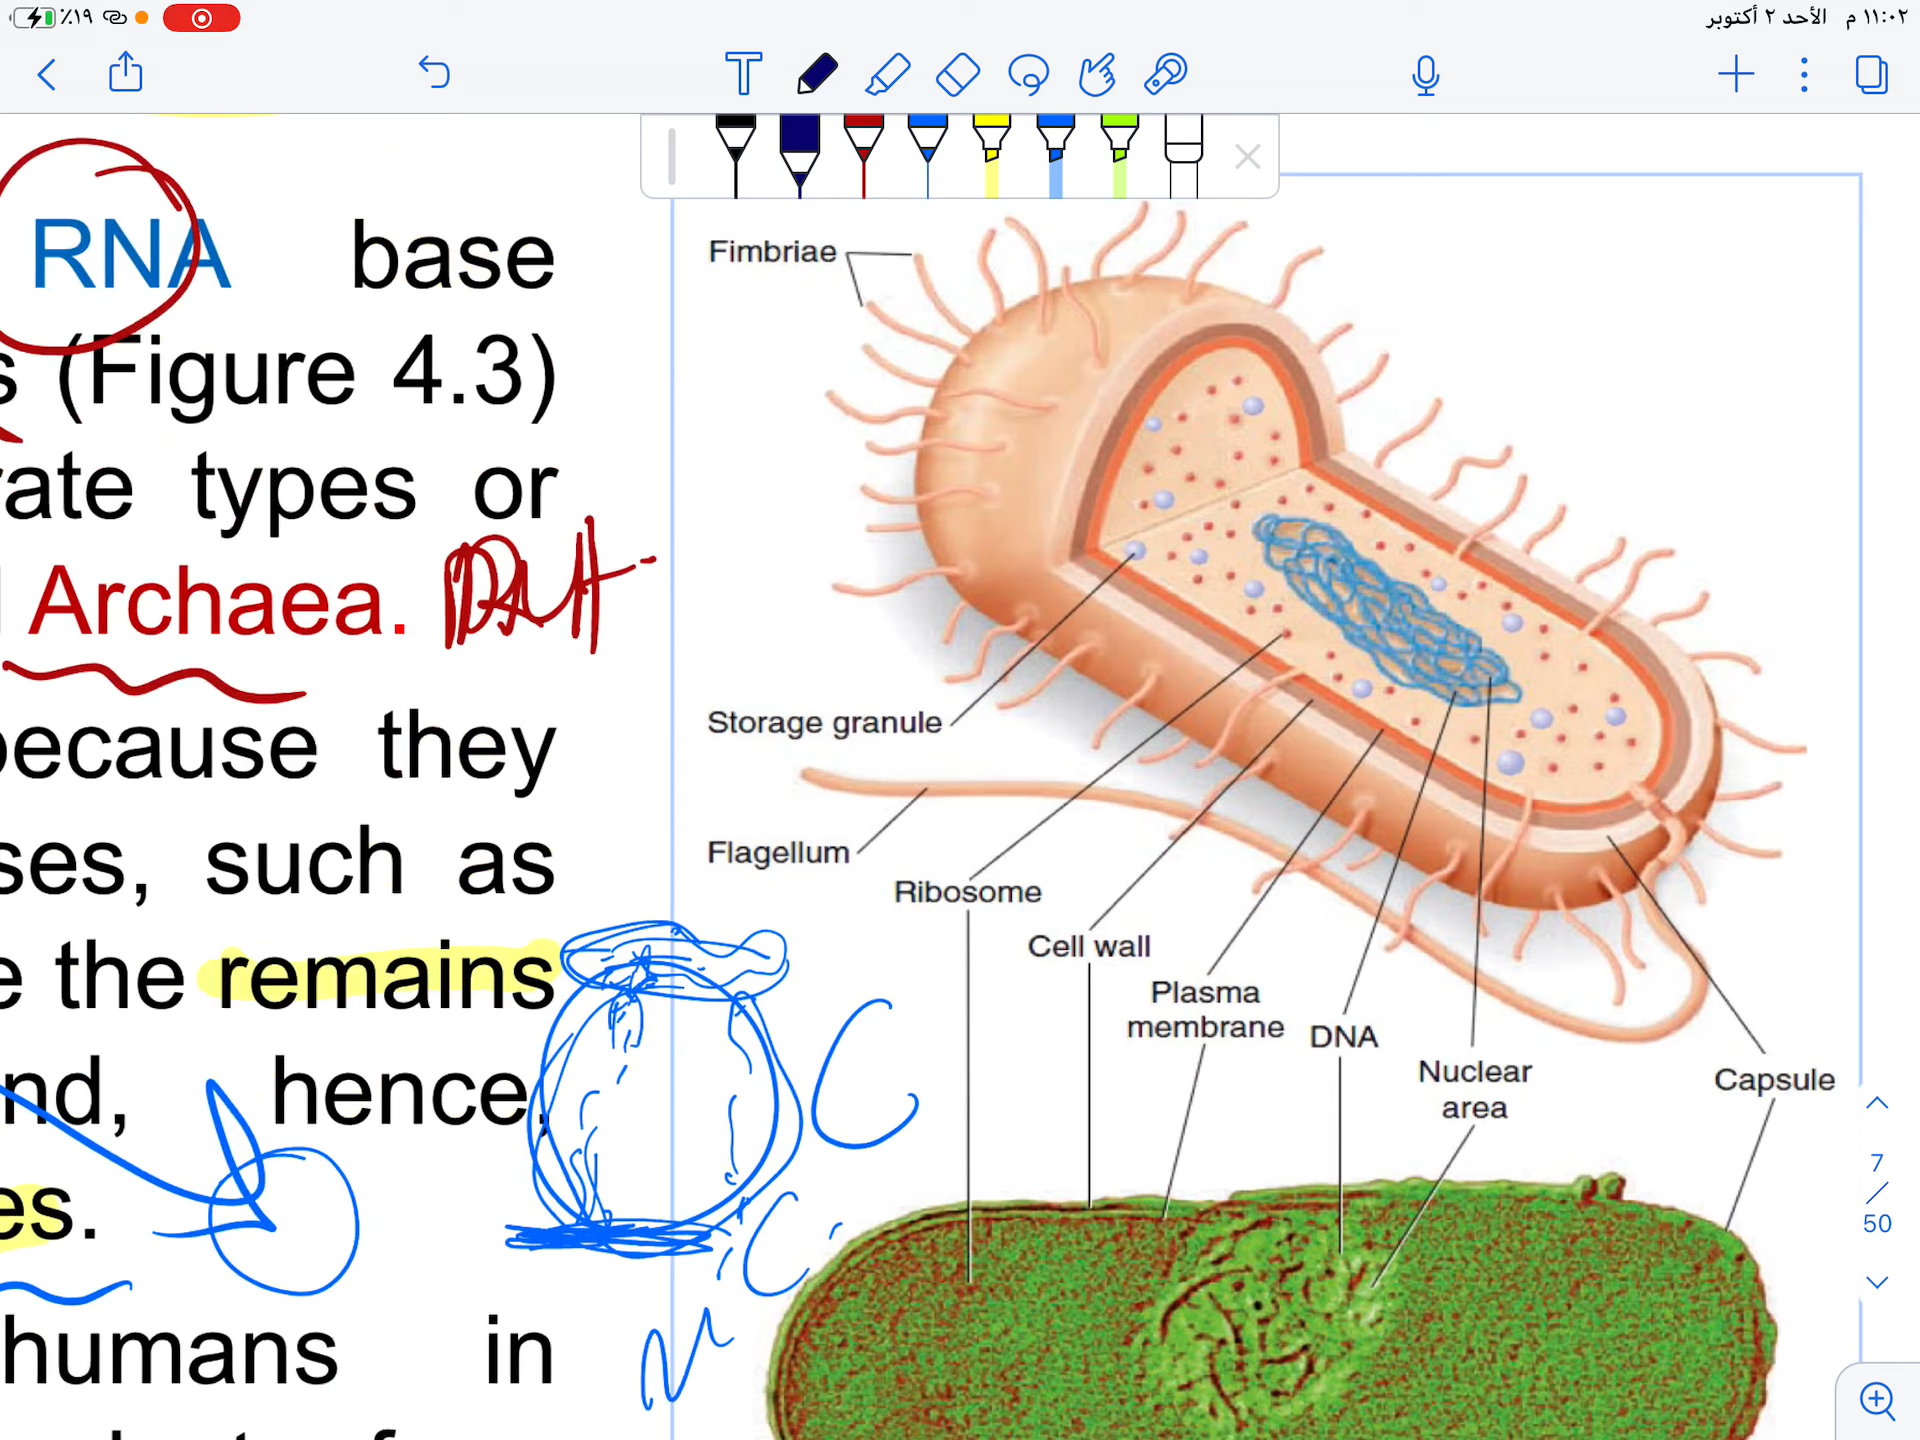 ٪١٩
١١:٠٢ م الأحد ٢ أكتوبر
RNA base
s (Figure 4.3)
rate types or
Archaea.
because they
ses, such as
e the remains
nd, hence,
es.
humans in
Fimbriae
Storage granule
Flagellum
Ribosome
Cell wall
Plasma
membrane
DNA
Nuclear
area
Capsule
C
C
N
7
/
50